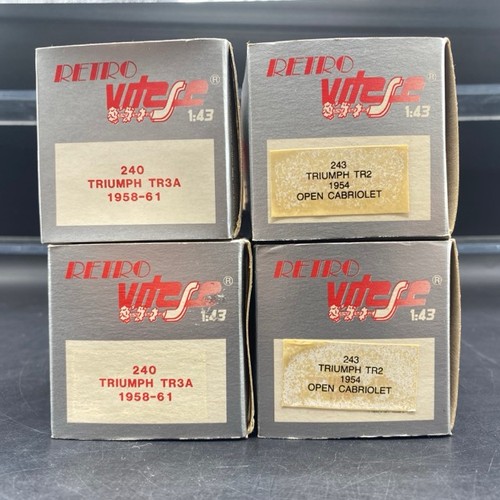 RETRO
Vitesse ®
1:43
240
TRIUMPH TR3A
1958-61
RETRO
Vitesse ®
1:43
243
TRIUMPH TR2
1954
OPEN CABRIOLET
RETRO
Vitesse ®
1:43
240
TRIUMPH TR3A
1958-61
RETRO
Vitesse ®
1:43
243
TRIUMPH TR2
1954
OPEN CABRIOLET